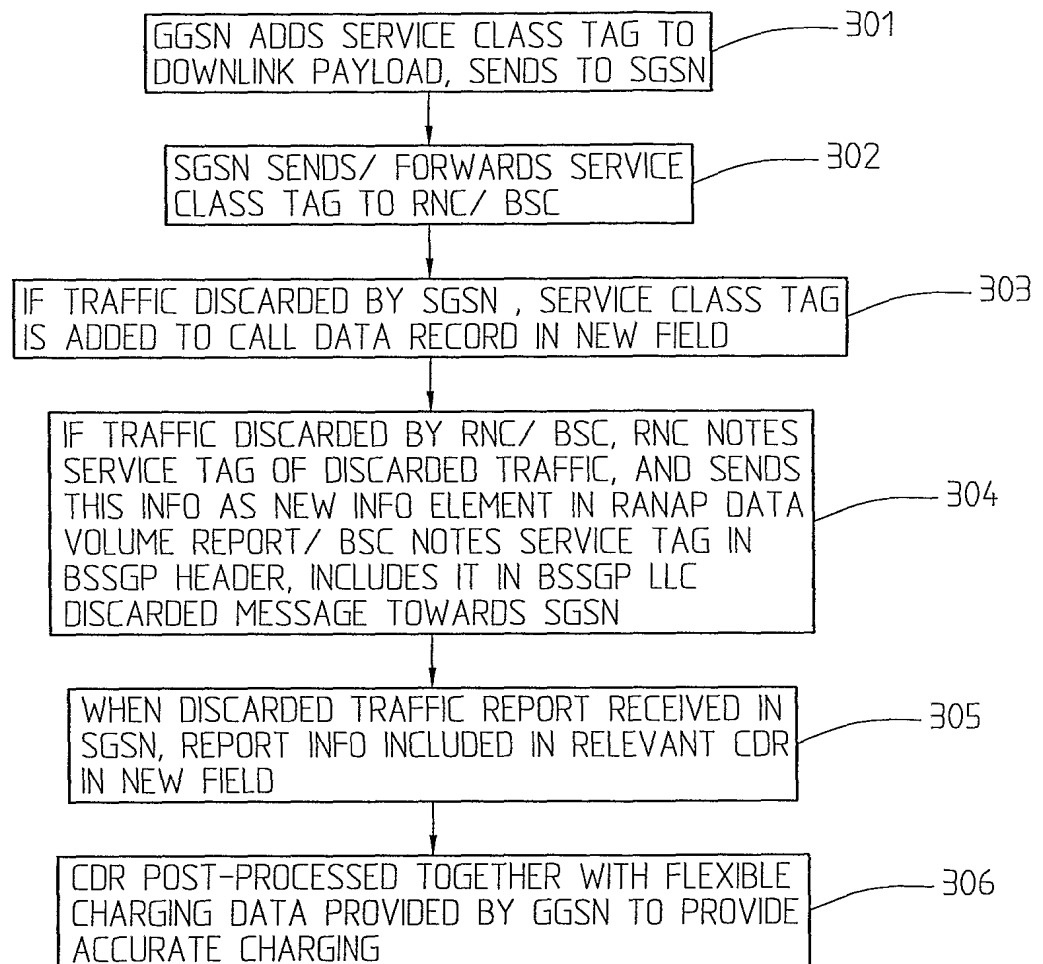 GGSN ADDS SERVICE CLASS TAG TO
DOWNLINK PAYLOAD, SENDS TO SGSN
301
SGSN SENDS/ FORWARDS SERVICE
CLASS TAG TO RNC/ BSC
302
IF TRAFFIC DISCARDED BY SGSN , SERVICE CLASS TAG
IS ADDED TO CALL DATA RECORD IN NEW FIELD
303
IF TRAFFIC DISCARDED BY RNC/ BSC, RNC NOTES
SERVICE TAG OF DISCARDED TRAFFIC, AND SENDS
THIS INFO AS NEW INFO ELEMENT IN RANAP DATA
VOLUME REPORT/ BSC NOTES SERVICE TAG IN
BSSGP HEADER, INCLUDES IT IN BSSGP LLC
DISCARDED MESSAGE TOWARDS SGSN
304
WHEN DISCARDED TRAFFIC REPORT RECEIVED IN
SGSN, REPORT INFO INCLUDED IN RELEVANT CDR
IN NEW FIELD
305
CDR POST-PROCESSED TOGETHER WITH FLEXIBLE
CHARGING DATA PROVIDED BY GGSN TO PROVIDE
ACCURATE CHARGING
306